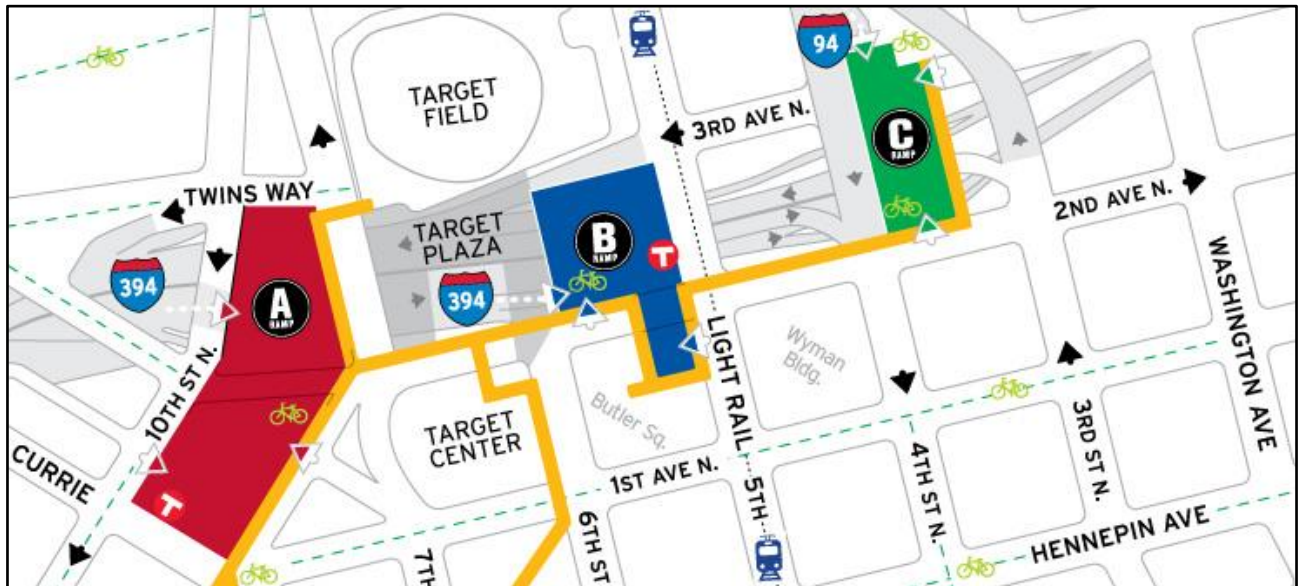 TARGET
FIELD
94
3RD AVE N.
C
RAMP
TWINS WAY
TARGET
PLAZA
B
RAMP
T
2ND AVE N.
394
A
RAMP
394
LIGHT RAIL
Wyman
Bldg.
WASHINGTON AVE
10TH ST N.
TARGET
CENTER
Butler Sq.
CURRIE
T
1ST AVE N.
5TH
4TH ST N.
3RD ST N.
HENNEPIN AVE
7TH
6TH ST